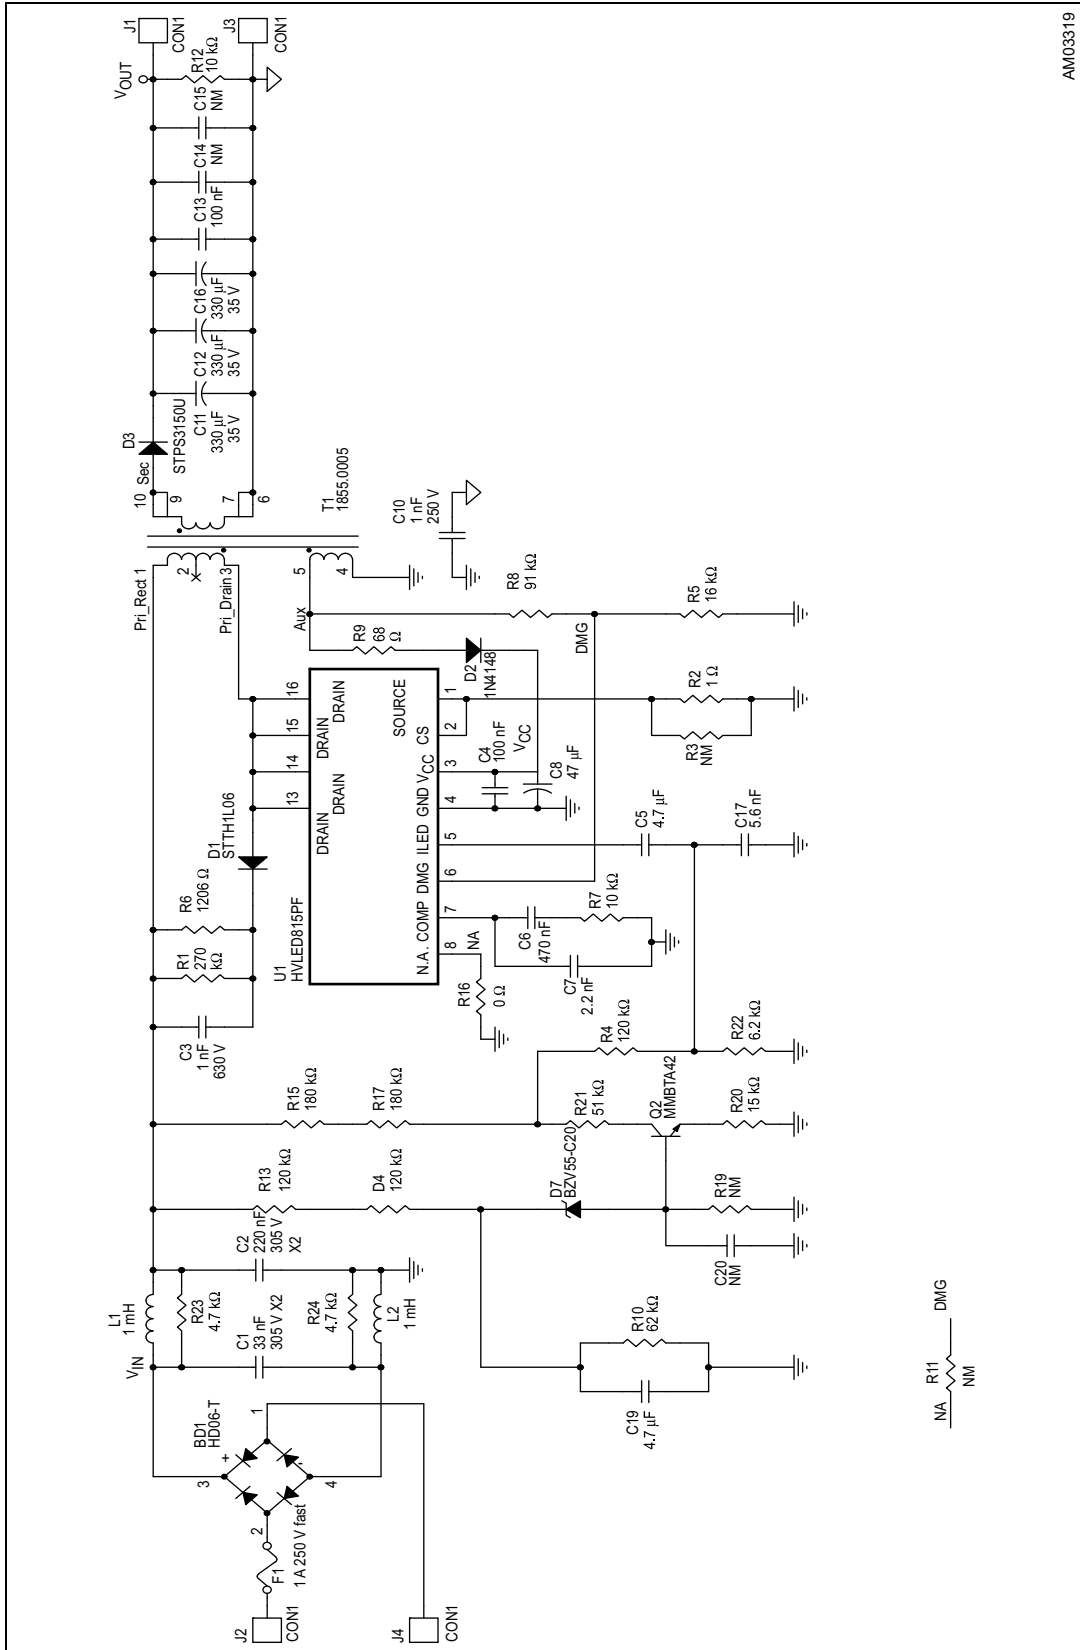 J2
CON1
F1
1 A 250 V fast
J4
CON1
BD1
HD06-T
+
-
1
2
3
4
VIN
L1
1 mH
R23
4.7 kΩ
C1
33 nF
305 V X2
C2
220 nF
305 V
X2
R24
4.7 kΩ
L2
1 mH
R13
120 kΩ
D4
120 kΩ
R15
180 kΩ
R17
180 kΩ
C19
4.7 µF
R10
62 kΩ
D7
BZV55-C20
C20
NM
R19
NM
R21
51 kΩ
Q2
MMBTA42
R20
15 kΩ
R4
120 kΩ
R22
6.2 kΩ
C3
1 nF
630 V
R1
270
kΩ
R6
1206 Ω
D1
STTH1L06
U1
HVLED815PF
13
14
15
16
DRAIN
DRAIN
DRAIN
DRAIN
N.A.
COMP
DMG
ILED
GND
VCC
CS
SOURCE
8
7
6
5
4
3
2
1
NA
R16
0 Ω
C7
2.2 nF
C6
470 nF
R7
10 kΩ
C5
4.7 µF
C17
5.6 nF
C4
100 nF
VCC
C8
47 µF
R3
NM
R2
1 Ω
D2
1N4148
R9
68
Ω
Aux
R8
91 kΩ
DMG
R5
16 kΩ
Pri_Rect 1
2
Pri_Drain 3
5
4
T1
1855.0005
C10
1 nF
250 V
10
Sec
9
7
6
D3
STPS3150U
C11
330 µF
35 V
C12
330 µF
35 V
C16
330 µF
35 V
C13
100 nF
C14
NM
C15
NM
R12
10 kΩ
VOUT
J1
CON1
J3
CON1
NA
R11
NM
DMG
AM03319